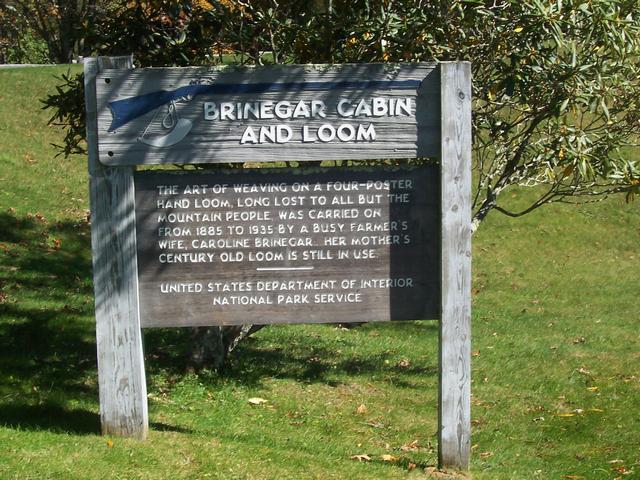 BRINEGAR CABIN
AND LOOM
THE ART OF WEAVING ON A FOUR-POSTER
HAND LOOM, LONG LOST TO ALL BUT THE
MOUNTAIN PEOPLE, WAS CARRIED ON
FROM 1885 TO 1935 BY A BUSY FARMER'S
WIFE, CAROLINE BRINEGAR. HER MOTHER'S
CENTURY OLD LOOM IS STILL IN USE.
UNITED STATES DEPARTMENT OF INTERIOR
NATIONAL PARK SERVICE